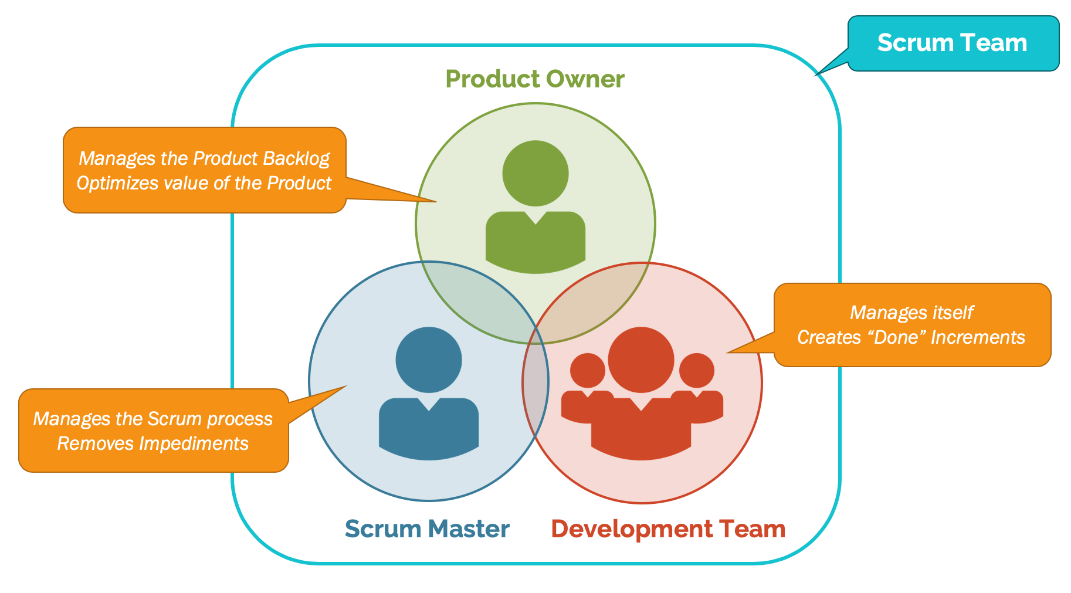 Scrum Team
Product Owner
Manages the Product Backlog
Optimizes value of the Product
Manages itself
Creates “Done” Increments
Manages the Scrum process
Removes Impediments
Scrum Master
Development Team